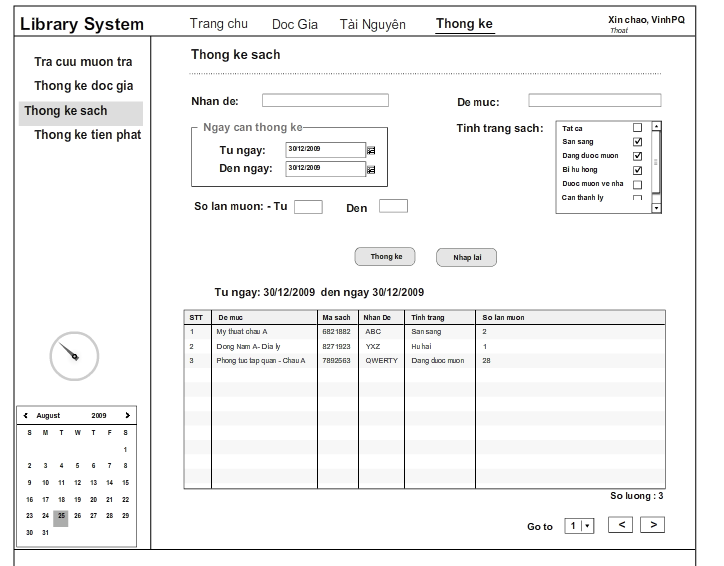 Library System
Trang chu Doc Gia Tài Nguyên Thong ke
Xin chao, VinhPQ
Thoat
Tra cuu muon tra
Thong ke doc gia
Thong ke sach
Thong ke tien phat
Thong ke sach
Nhan de: De muc:
Ngay can thong ke
Tu ngay: 30/12/2009
Den ngay: 30/12/2009
Tinh trang sach:
Tat ca
San sang
Dang duoc muon
Bi hu hong
Duoc muon ve nha
Can thanh ly
So lan muon: - Tu Den
Thong ke Nhap lai
Tu ngay: 30/12/2009 den ngay 30/12/2009
STT De muc Ma sach Nhan De Tinh trang So lan muon
1 My thuat chau A 6821882 ABC San sang 2
2 Dong Nam A- Dia ly 8271923 YXZ Hu hai 1
3 Phong tuc tap quan - Chau A 7892563 QWERTY Dang duoc muon 28
So luong : 3
Go to 1 < >
August 2009
S M T W T F S
1
2 3 4 5 6 7 8
9 10 11 12 13 14 15
16 17 18 19 20 21 22
23 24 25 26 27 28 29
30 31